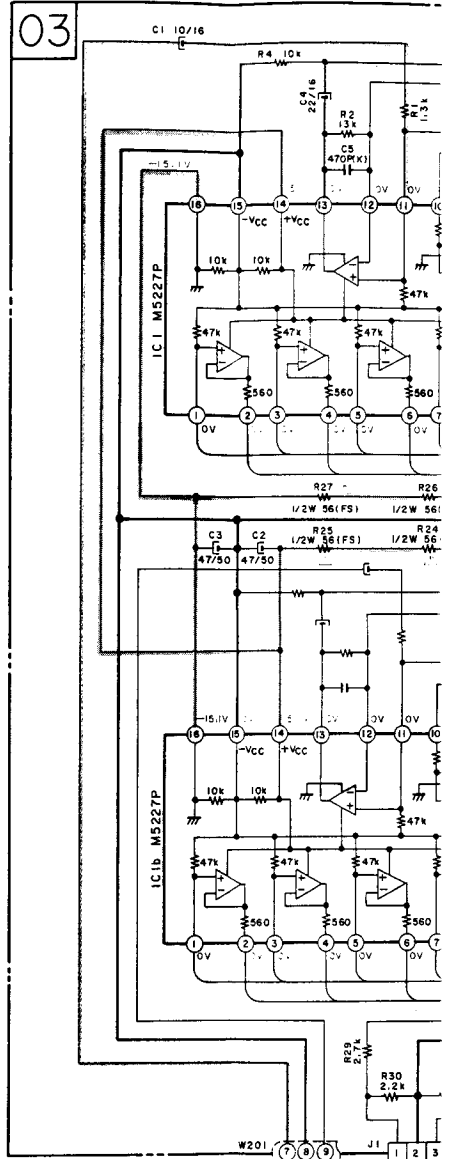 03
C1 10/16
R4 10k
C4
22/16
R1
1.3k
R2
13k
C5
470P(K)
-15.1V
0V
0V
16
15
14
13
12
11
10
-VCC
+VCC
10k
10k
47k
IC1 M5227P
47k
47k
47k
560
560
560
1
2
3
4
5
6
7
0V
0V
0V
R27
R26
1/2W 56(FS)
1/2W 56(
C3
C2
R25
R24
47/50
47/50
1/2W 56(FS)
1/2W 56
-15.1V
0V
0V
16
15
14
13
12
11
10
-VCC
+VCC
10k
10k
47k
IC1b M5227P
47k
47k
47k
560
560
560
1
2
3
4
5
6
7
0V
0V
0V
R29
2.7k
R30
2.2k
W201
7
8
9
J1
1
2
3